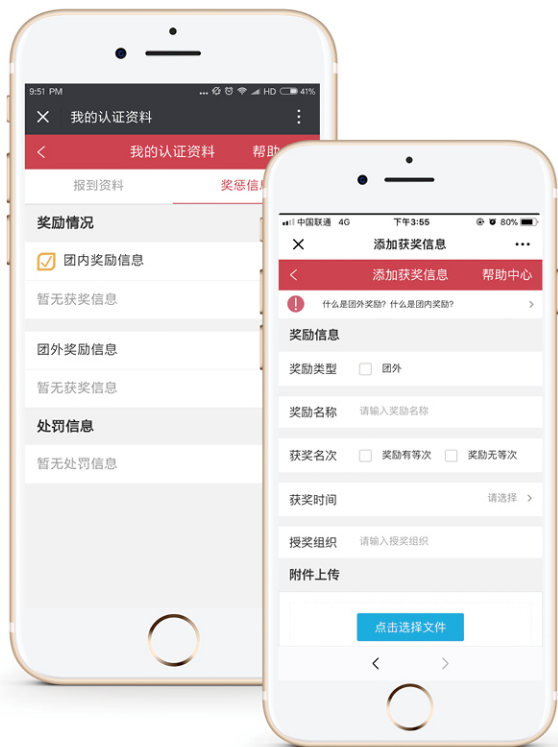 9:51 PM ... HD 41%
我的认证资料
我的认证资料 帮助
报到资料 奖惩信息
奖励情况
团内奖励信息
暂无获奖信息
团外奖励信息
暂无获奖信息
处罚信息
暂无处罚信息
中国联通 4G 下午3:55 80%
添加获奖信息
添加获奖信息 帮助中心
什么是团外奖励? 什么是团内奖励?
奖励信息
奖励类型 团外
奖励名称 请输入奖励名称
获奖名次 奖励有等次 奖励无等次
获奖时间 请选择
授奖组织 请输入授奖组织
附件上传
点击选择文件